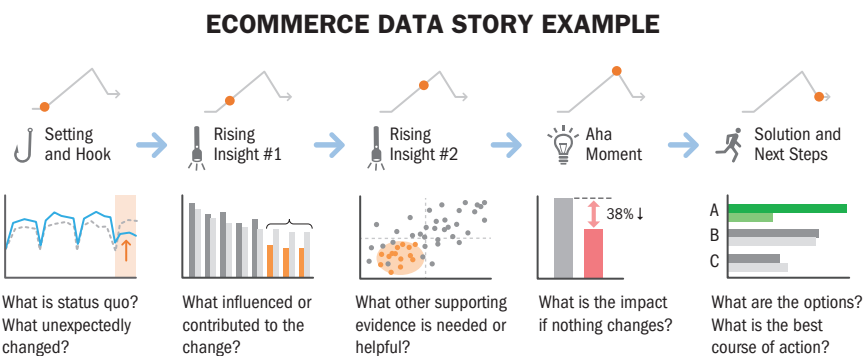 ECOMMERCE DATA STORY EXAMPLE
Setting
and Hook
Rising
Insight #1
Rising
Insight #2
Aha
Moment
Solution and
Next Steps
38%↓
A
B
C
What is status quo?
What unexpectedly
changed?
What influenced or
contributed to the
change?
What other supporting
evidence is needed or
helpful?
What is the impact
if nothing changes?
What are the options?
What is the best
course of action?